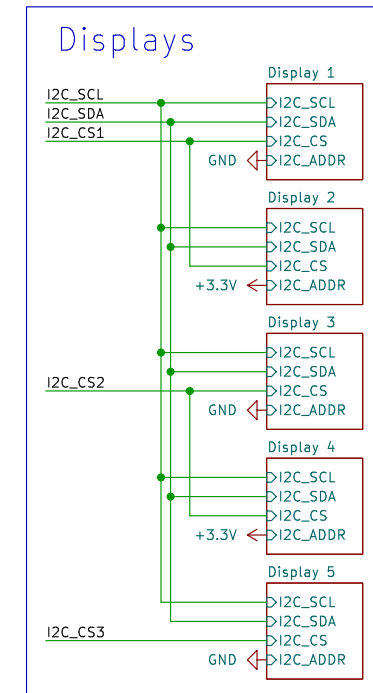 Displays
Display 1
I2C_SCL
I2C_SCL
I2C_SDA
I2C_SDA
I2C_CS1
I2C_CS
GND
I2C_ADDR
Display 2
I2C_SCL
I2C_SDA
I2C_CS
+3.3V
I2C_ADDR
Display 3
I2C_SCL
I2C_SDA
I2C_CS2
I2C_CS
GND
I2C_ADDR
Display 4
I2C_SCL
I2C_SDA
I2C_CS
+3.3V
I2C_ADDR
Display 5
I2C_SCL
I2C_SDA
I2C_CS3
I2C_CS
GND
I2C_ADDR